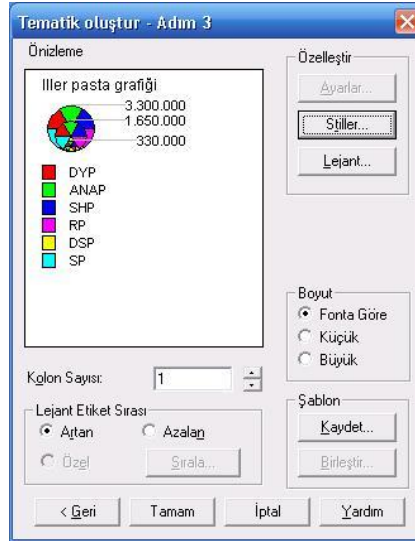 Tematik oluştur - Adım 3
Önizleme
Iller pasta grafiği
3.300.000
1.650.000
330.000
DYP
ANAP
SHP
RP
DSP
SP
Özelleştir
Ayarlar...
Stiller...
Lejant...
Boyut
Fonta Göre
Küçük
Büyük
Kolon Sayısı:
1
Lejant Etiket Sırası
Artan
Azalan
Özel
Sırala...
Şablon
Kaydet...
Birleştir...
< Geri
Tamam
İptal
Yardım